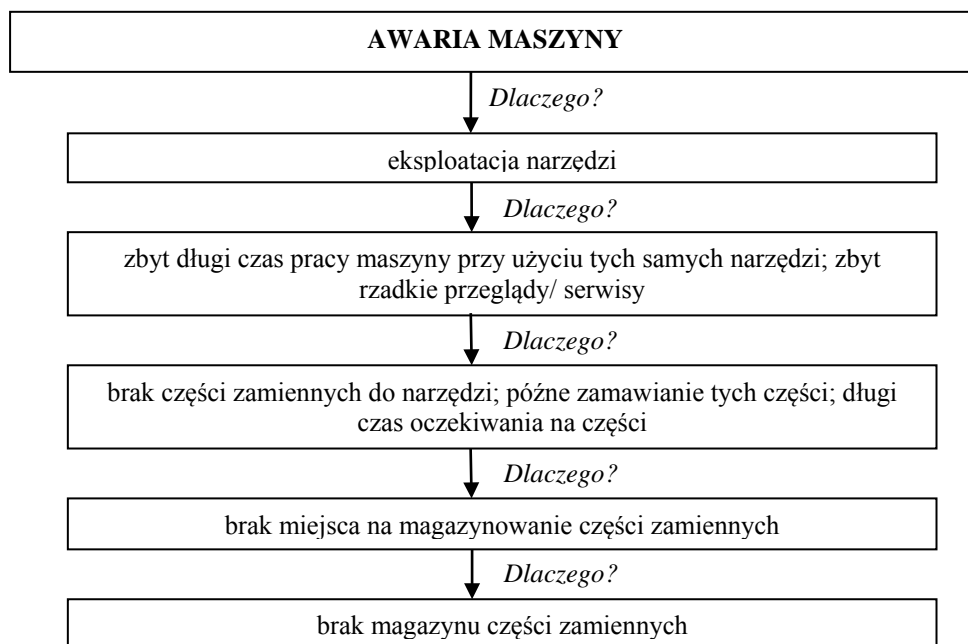 AWARIA MASZYNY
Dlaczego?
eksploatacja narzędzi
Dlaczego?
zbyt długi czas pracy maszyny przy użyciu tych samych narzędzi; zbyt
rzadkie przeglądy/ serwisy
Dlaczego?
brak części zamiennych do narzędzi; późne zamawianie tych części; długi
czas oczekiwania na części
Dlaczego?
brak miejsca na magazynowanie części zamiennych
Dlaczego?
brak magazynu części zamiennych